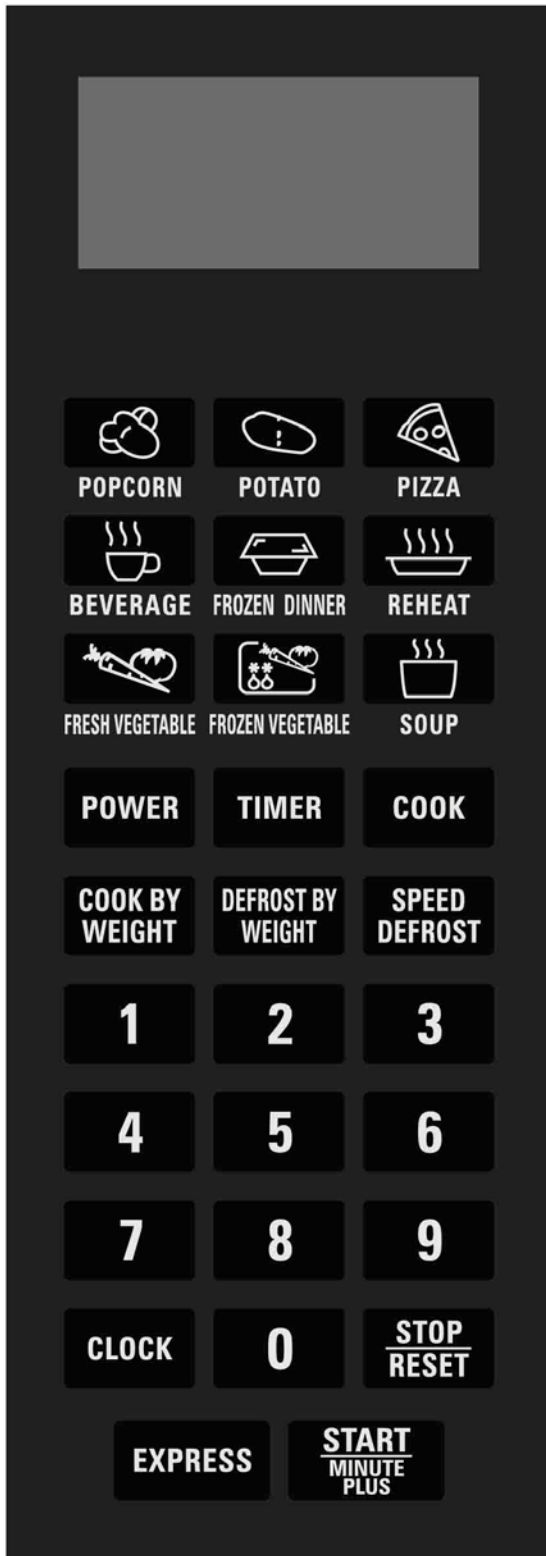 POPCORN POTATO PIZZA
BEVERAGE FROZEN DINNER REHEAT
FRESH VEGETABLE FROZEN VEGETABLE SOUP
POWER TIMER COOK
COOK BY WEIGHT DEFROST BY WEIGHT SPEED DEFROST
1 2 3
4 5 6
7 8 9
CLOCK 0 STOP RESET
EXPRESS START MINUTE PLUS